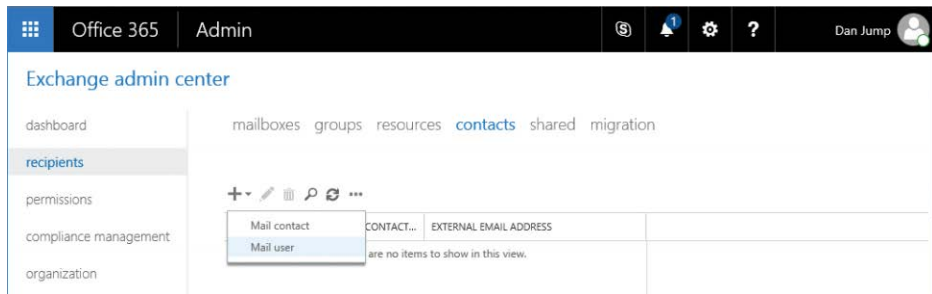 Office 365 Admin 1 ? Dan Jump
Exchange admin center
dashboard
mailboxes groups resources contacts shared migration
recipients
permissions
Mail contact
CONTACT... EXTERNAL EMAIL ADDRESS
compliance management
Mail user
are no items to show in this view.
organization